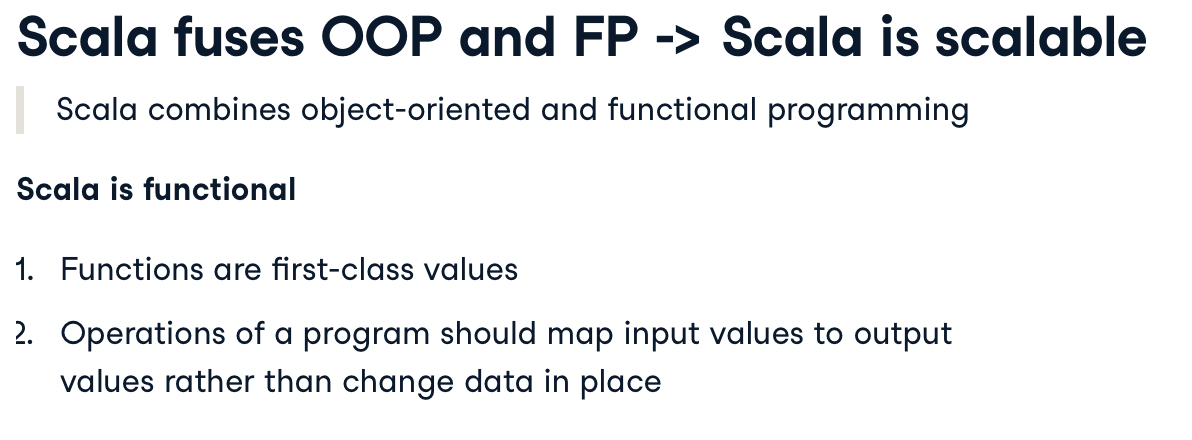 Scala fuses OOP and FP -> Scala is scalable
Scala combines object-oriented and functional programming
Scala is functional
1. Functions are first-class values
2. Operations of a program should map input values to output
values rather than change data in place